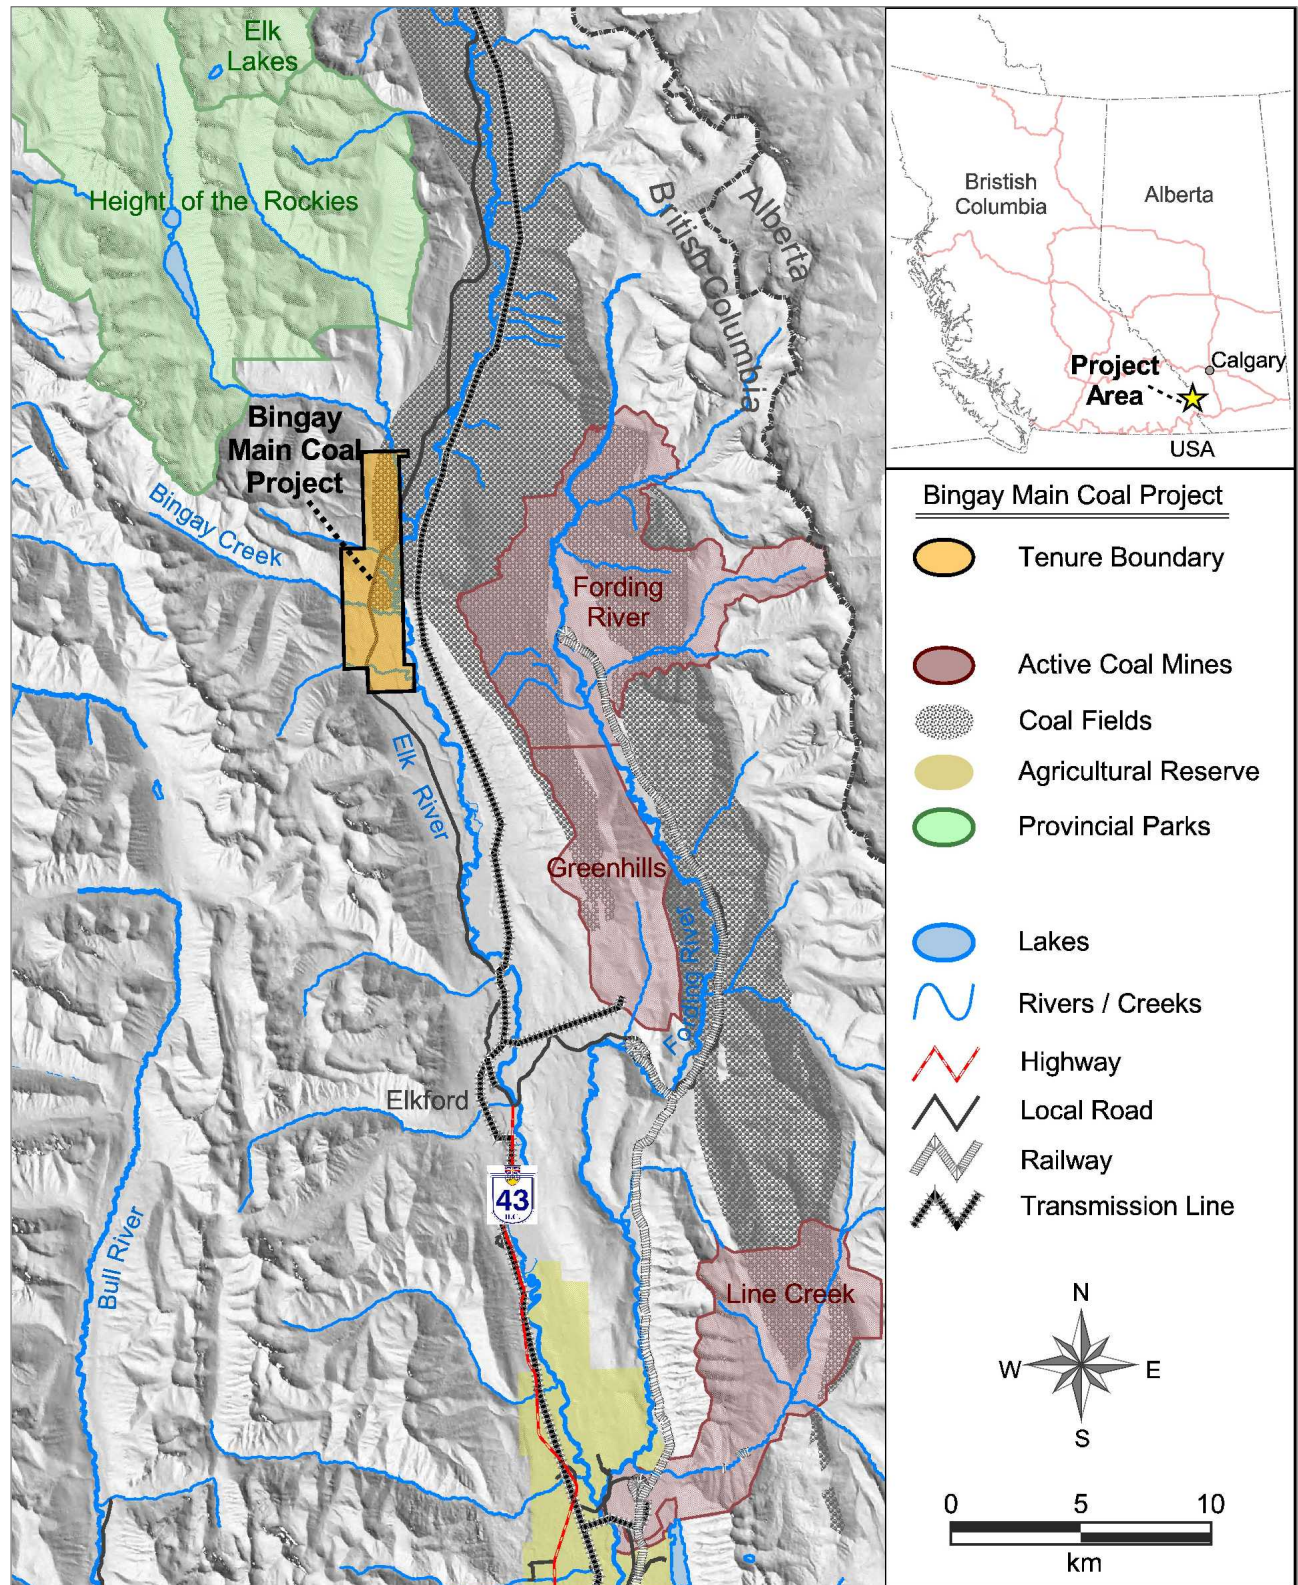 Elk
Lakes
Height of the Rockies
British Columbia
Alberta
Bingay
Main Coal
Project
Bingay Creek
Fording
River
Elk River
Greenhills
Fording River
Elkford
43
B.C.
Bull River
Line Creek
Bristish
Columbia
Alberta
Calgary
Project
Area
USA
Bingay Main Coal Project
Tenure Boundary
Active Coal Mines
Coal Fields
Agricultural Reserve
Provincial Parks
Lakes
Rivers / Creeks
Highway
Local Road
Railway
Transmission Line
N
W E
S
0 5 10
km